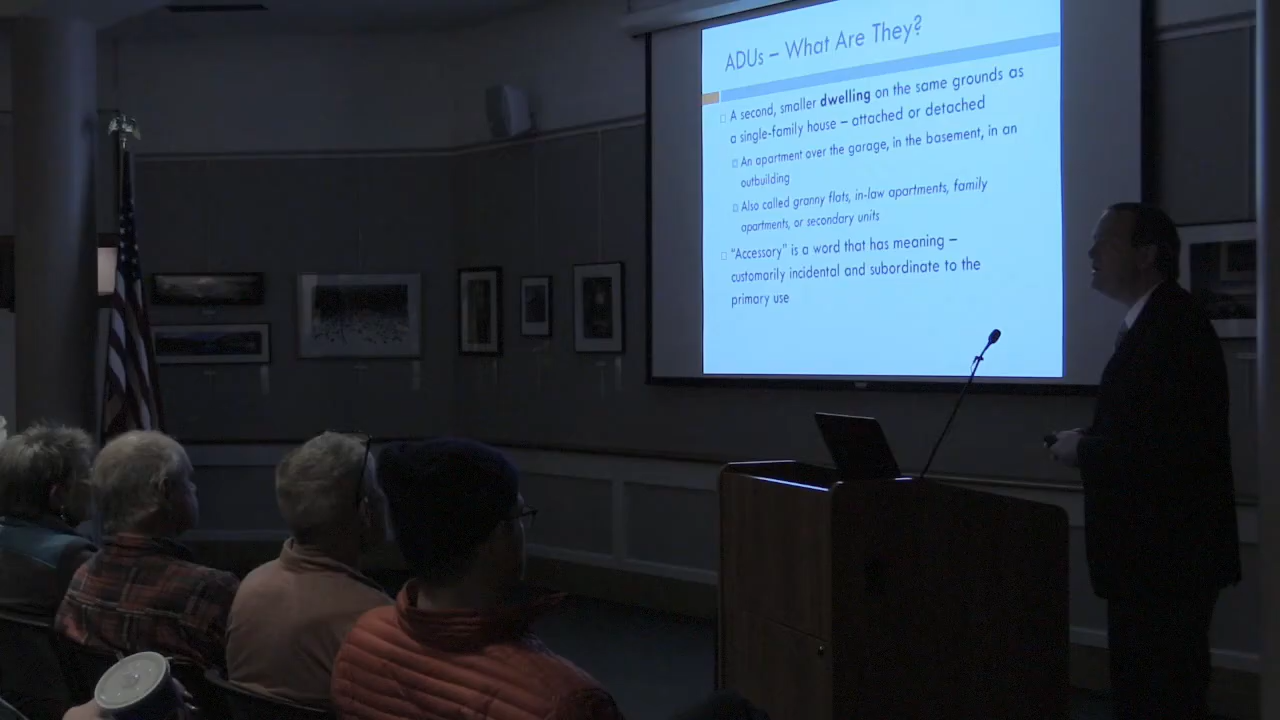 ADUs – What Are They?
A second, smaller dwelling on the same grounds as
a single-family house – attached or detached
An apartment over the garage, in the basement, in an
outbuilding
Also called granny flats, in-law apartments, family
apartments, or secondary units
"Accessory" is a word that has meaning –
customarily incidental and subordinate to the
primary use